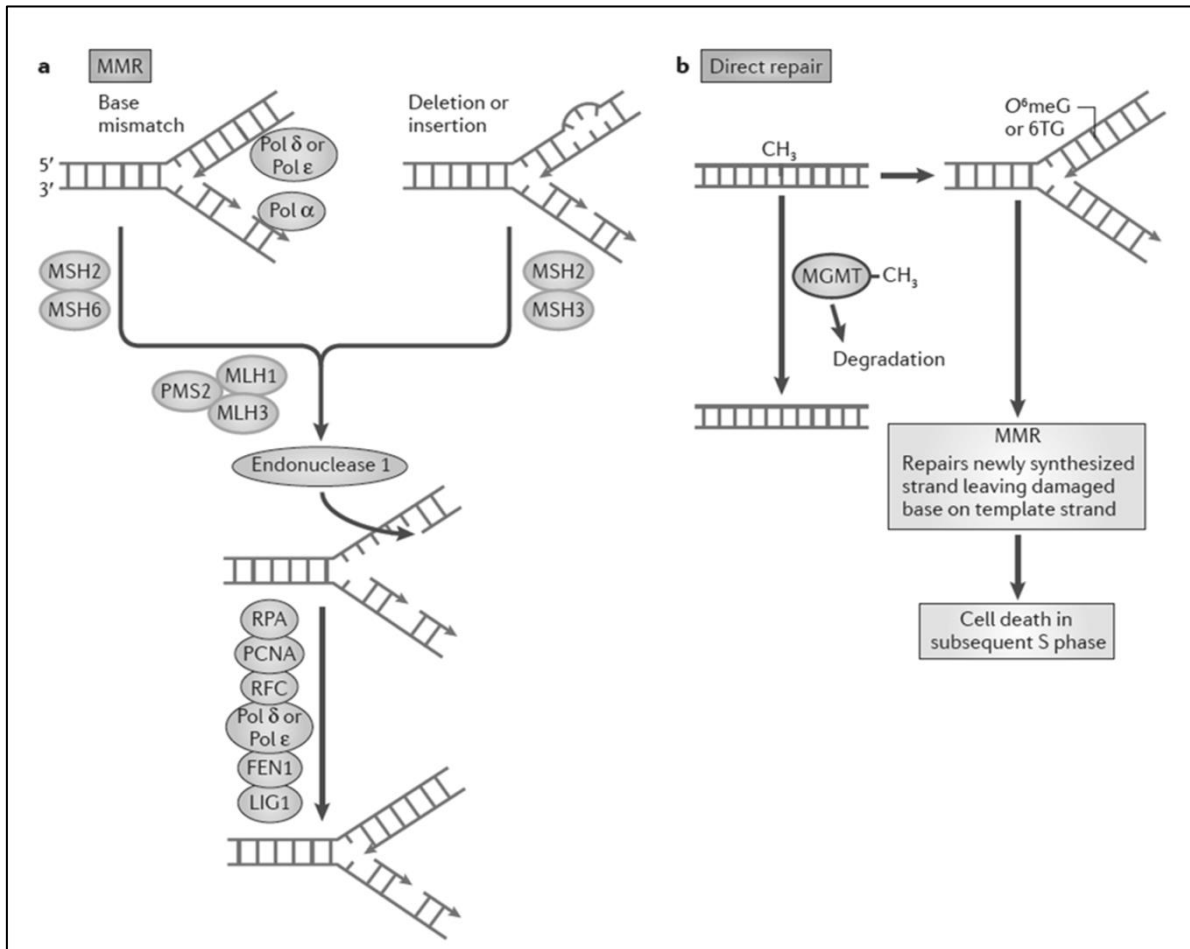 a MMR
Base
mismatch
Pol δ or
Pol ε
5′
3′
Pol α
Deletion or
insertion
MSH2
MSH6
MSH2
MSH3
PMS2
MLH1
MLH3
Endonuclease 1
RPA
PCNA
RFC
Pol δ or
Pol ε
FEN1
LIG1
b Direct repair
CH₃
O⁶meG
or 6TG
MGMT CH₃
Degradation
MMR
Repairs newly synthesized
strand leaving damaged
base on template strand
Cell death in
subsequent S phase